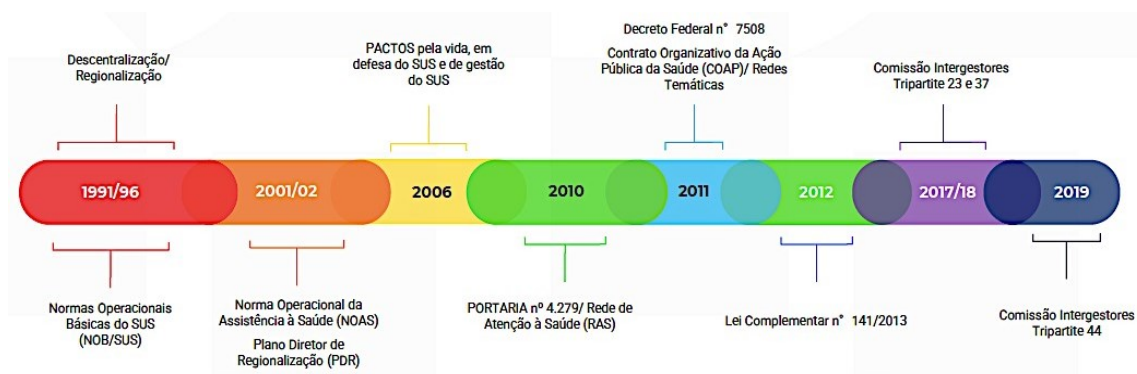 Descentralização/
Regionalização
PACTOS pela vida, em
defesa do SUS e de gestão
do SUS
Decreto Federal n° 7508
Contrato Organizativo da Ação
Pública da Saúde (COAP)/ Redes
Temáticas
Comissão Intergestores
Tripartite 23 e 37
1991/96
2001/02
2006
2010
2011
2012
2017/18
2019
Normas Operacionais
Básicas do SUS
(NOB/SUS)
Norma Operacional da
Assistência à Saúde (NOAS)
Plano Diretor de
Regionalização (PDR)
PORTARIA nº 4.279/ Rede de
Atenção à Saúde (RAS)
Lei Complementar n° 141/2013
Comissão Intergestores
Tripartite 44